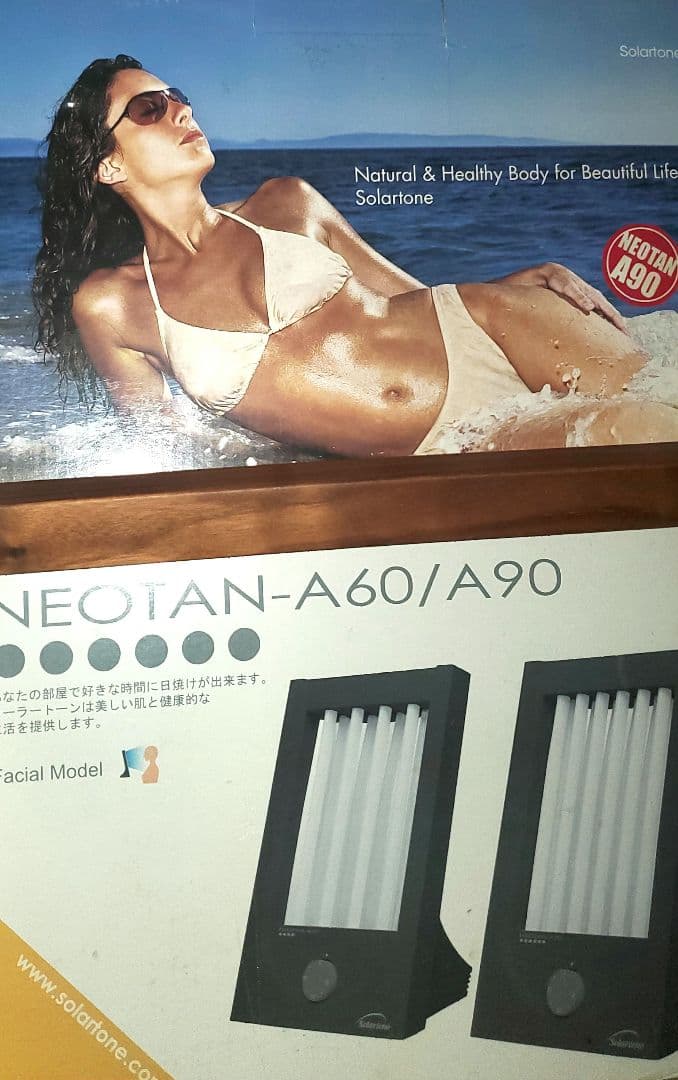 Solartone
Natural & Healthy Body for Beautiful Life
Solartone
NEOTAN
A90
NEOTAN-A60/A90
なたの部屋で好きな時間に日焼けが出来ます。
ーラートーンは美しい肌と健康的な
活を提供します。
Facial Model
Solartone
Solartone
www.solartone.co